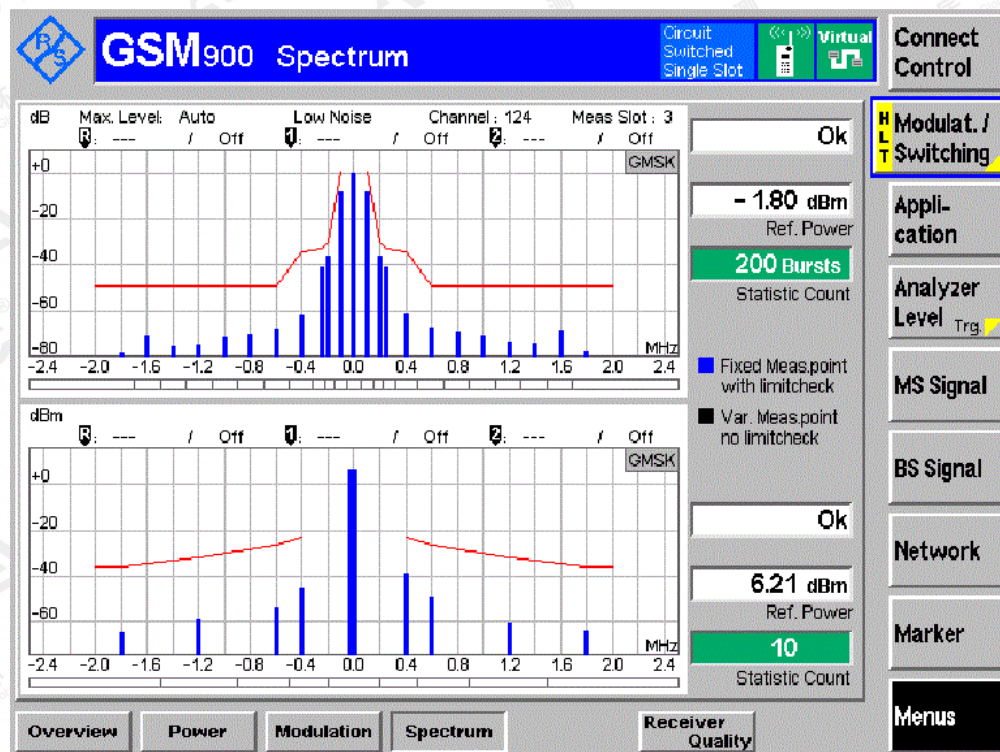 R/S
GSM900 Spectrum
Circuit
Switched
Single Slot
Virtual
Connect
Control
dB Max. Level: Auto Low Noise Channel : 124 Meas Slot : 3
R: --- / Off 1: --- / Off 2: --- / Off
GMSK
+0
-20
-40
-60
-80
MHz
-2.4 -2.0 -1.6 -1.2 -0.8 -0.4 0.0 0.4 0.8 1.2 1.6 2.0 2.4
Ok
- 1.80 dBm
Ref. Power
200 Bursts
Statistic Count
Fixed Meas.point
with limitcheck
Var. Meas.point
no limitcheck
dBm
R: --- / Off 1: --- / Off 2: --- / Off
GMSK
+0
-20
-40
-60
MHz
-2.4 -2.0 -1.6 -1.2 -0.8 -0.4 0.0 0.4 0.8 1.2 1.6 2.0 2.4
Ok
6.21 dBm
Ref. Power
10
Statistic Count
HLT
Modulat. /
Switching
Appli-
cation
Analyzer
Level Trg.
MS Signal
BS Signal
Network
Marker
Menus
Overview
Power
Modulation
Spectrum
Receiver
Quality